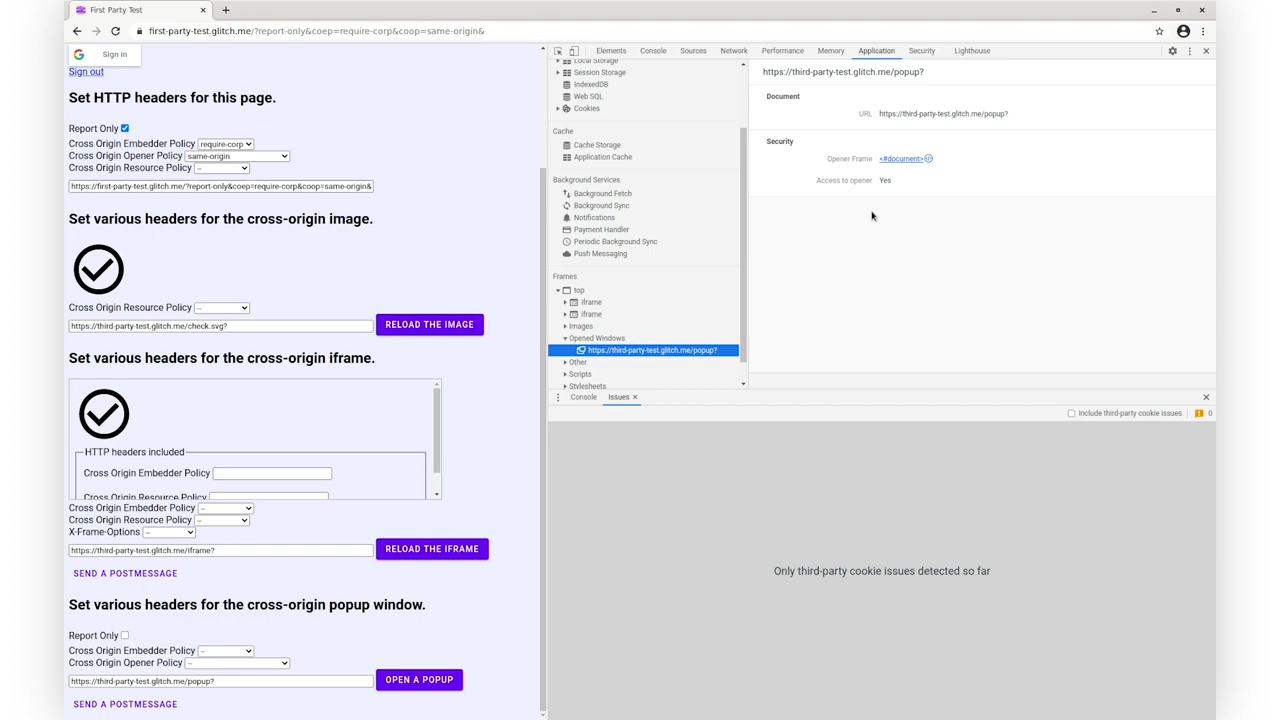 First Party Test
first-party-test.glitch.me/?report-only&coep=require-corp&coop=same-origin&
Sign in
Sign out
Set HTTP headers for this page.
Report Only
Cross Origin Embedder Policy require-corp
Cross Origin Opener Policy same-origin
Cross Origin Resource Policy --
https://first-party-test.glitch.me/?report-only&coep=require-corp&coop=same-origin&
Set various headers for the cross-origin image.
Cross Origin Resource Policy --
https://third-party-test.glitch.me/check.svg?
RELOAD THE IMAGE
Set various headers for the cross-origin iframe.
HTTP headers included
Cross Origin Embedder Policy
Cross Origin Resource Policy
Cross Origin Embedder Policy --
Cross Origin Resource Policy --
X-Frame-Options --
https://third-party-test.glitch.me/iframe?
RELOAD THE IFRAME
SEND A POSTMESSAGE
Set various headers for the cross-origin popup window.
Report Only
Cross Origin Embedder Policy --
Cross Origin Opener Policy --
https://third-party-test.glitch.me/popup?
OPEN A POPUP
SEND A POSTMESSAGE
Elements Console Sources Network Performance Memory Application Security Lighthouse
Local Storage
Session Storage
IndexedDB
Web SQL
Cookies
Cache
Cache Storage
Application Cache
Background Services
Background Fetch
Background Sync
Notifications
Payment Handler
Periodic Background Sync
Push Messaging
Frames
top
iframe
iframe
Images
Opened Windows
https://third-party-test.glitch.me/popup?
Other
Scripts
Stylesheets
https://third-party-test.glitch.me/popup?
Document
URL https://third-party-test.glitch.me/popup?
Security
Opener Frame <#document>
Access to opener Yes
Console Issues
Include third-party cookie issues 0
Only third-party cookie issues detected so far